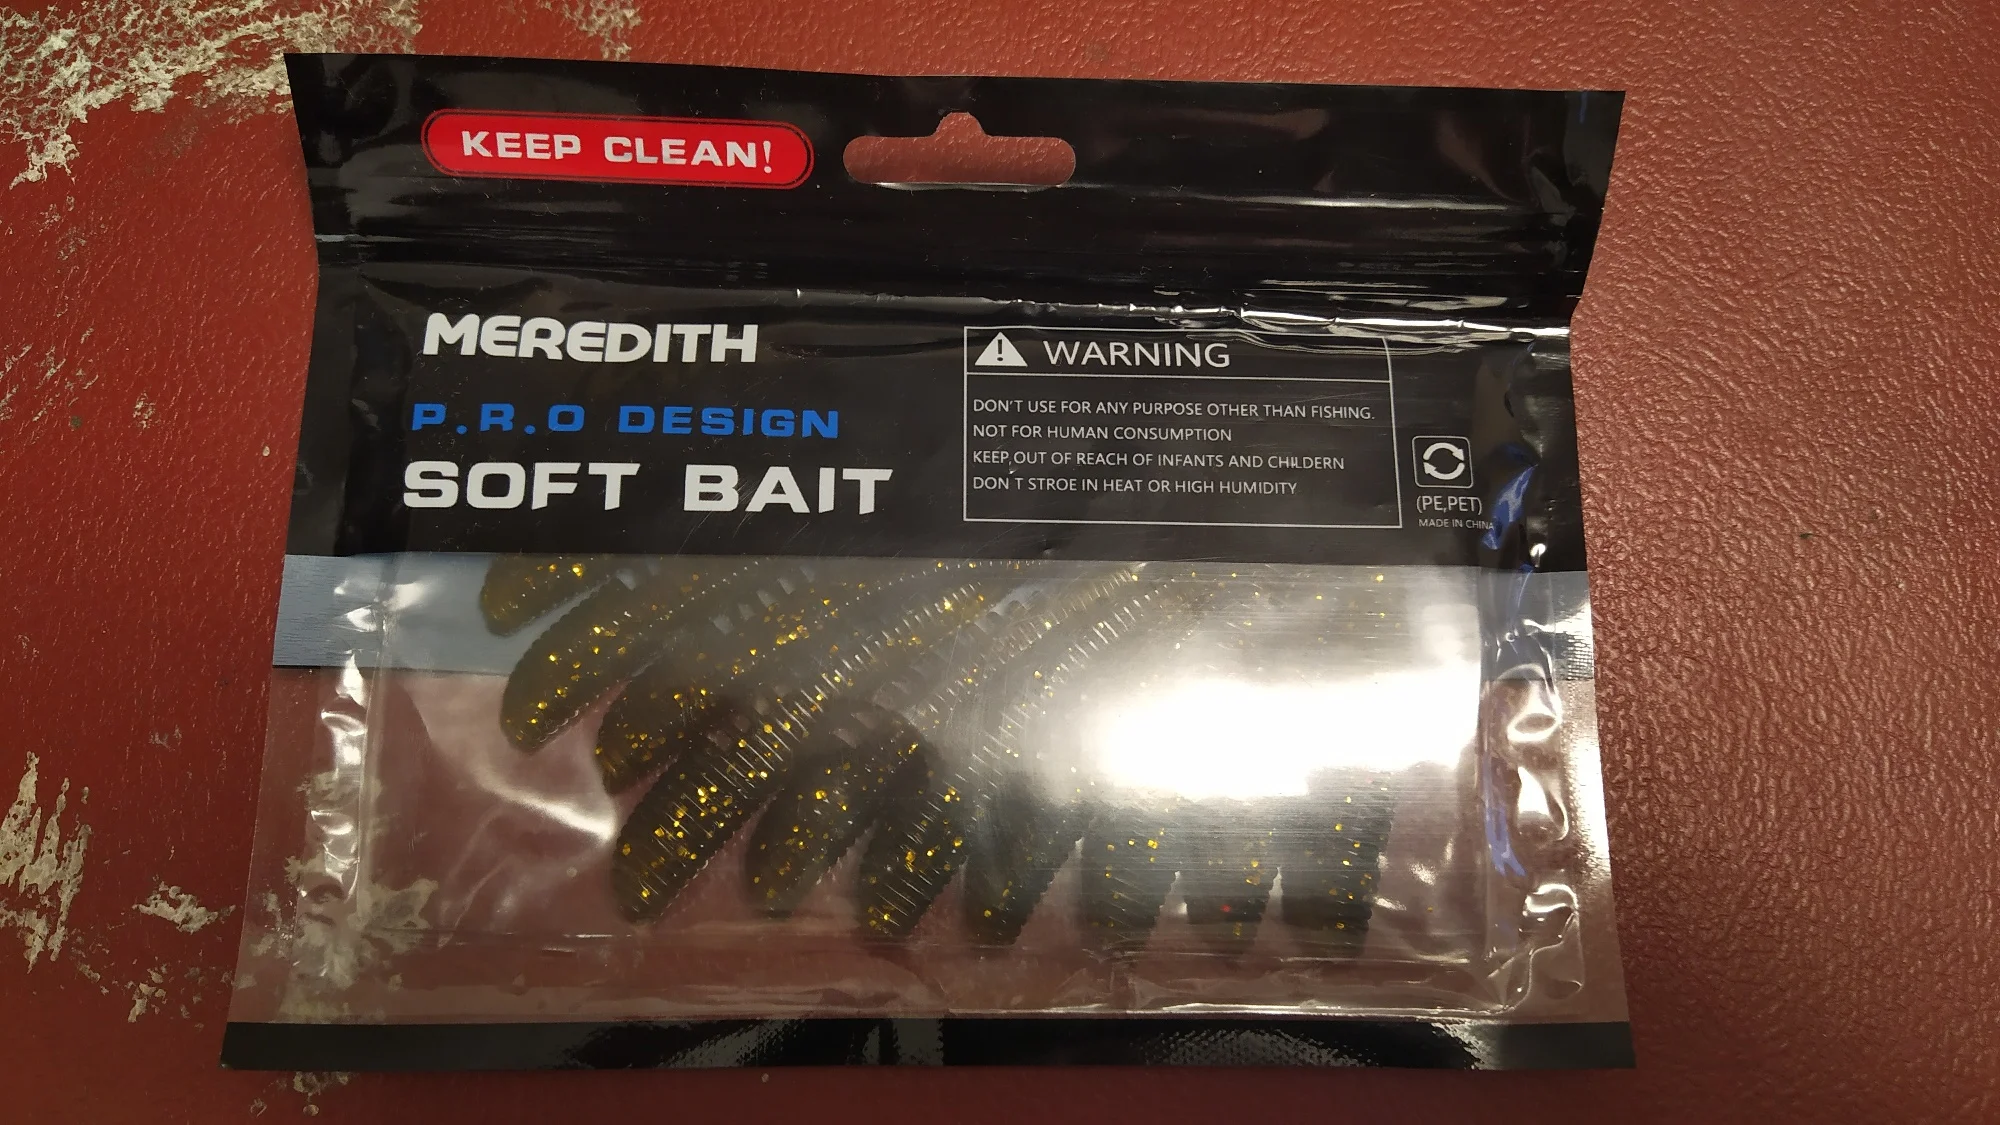 KEEP CLEAN!
MEREDITH
P.R.O DESIGN
SOFT BAIT
WARNING
DON'T USE FOR ANY PURPOSE OTHER THAN FISHING.
NOT FOR HUMAN CONSUMPTION
KEEP OUT OF REACH OF INFANTS AND CHILDERN
DON T STROE IN HEAT OR HIGH HUMIDITY
(PE,PET)
MADE IN CHINA